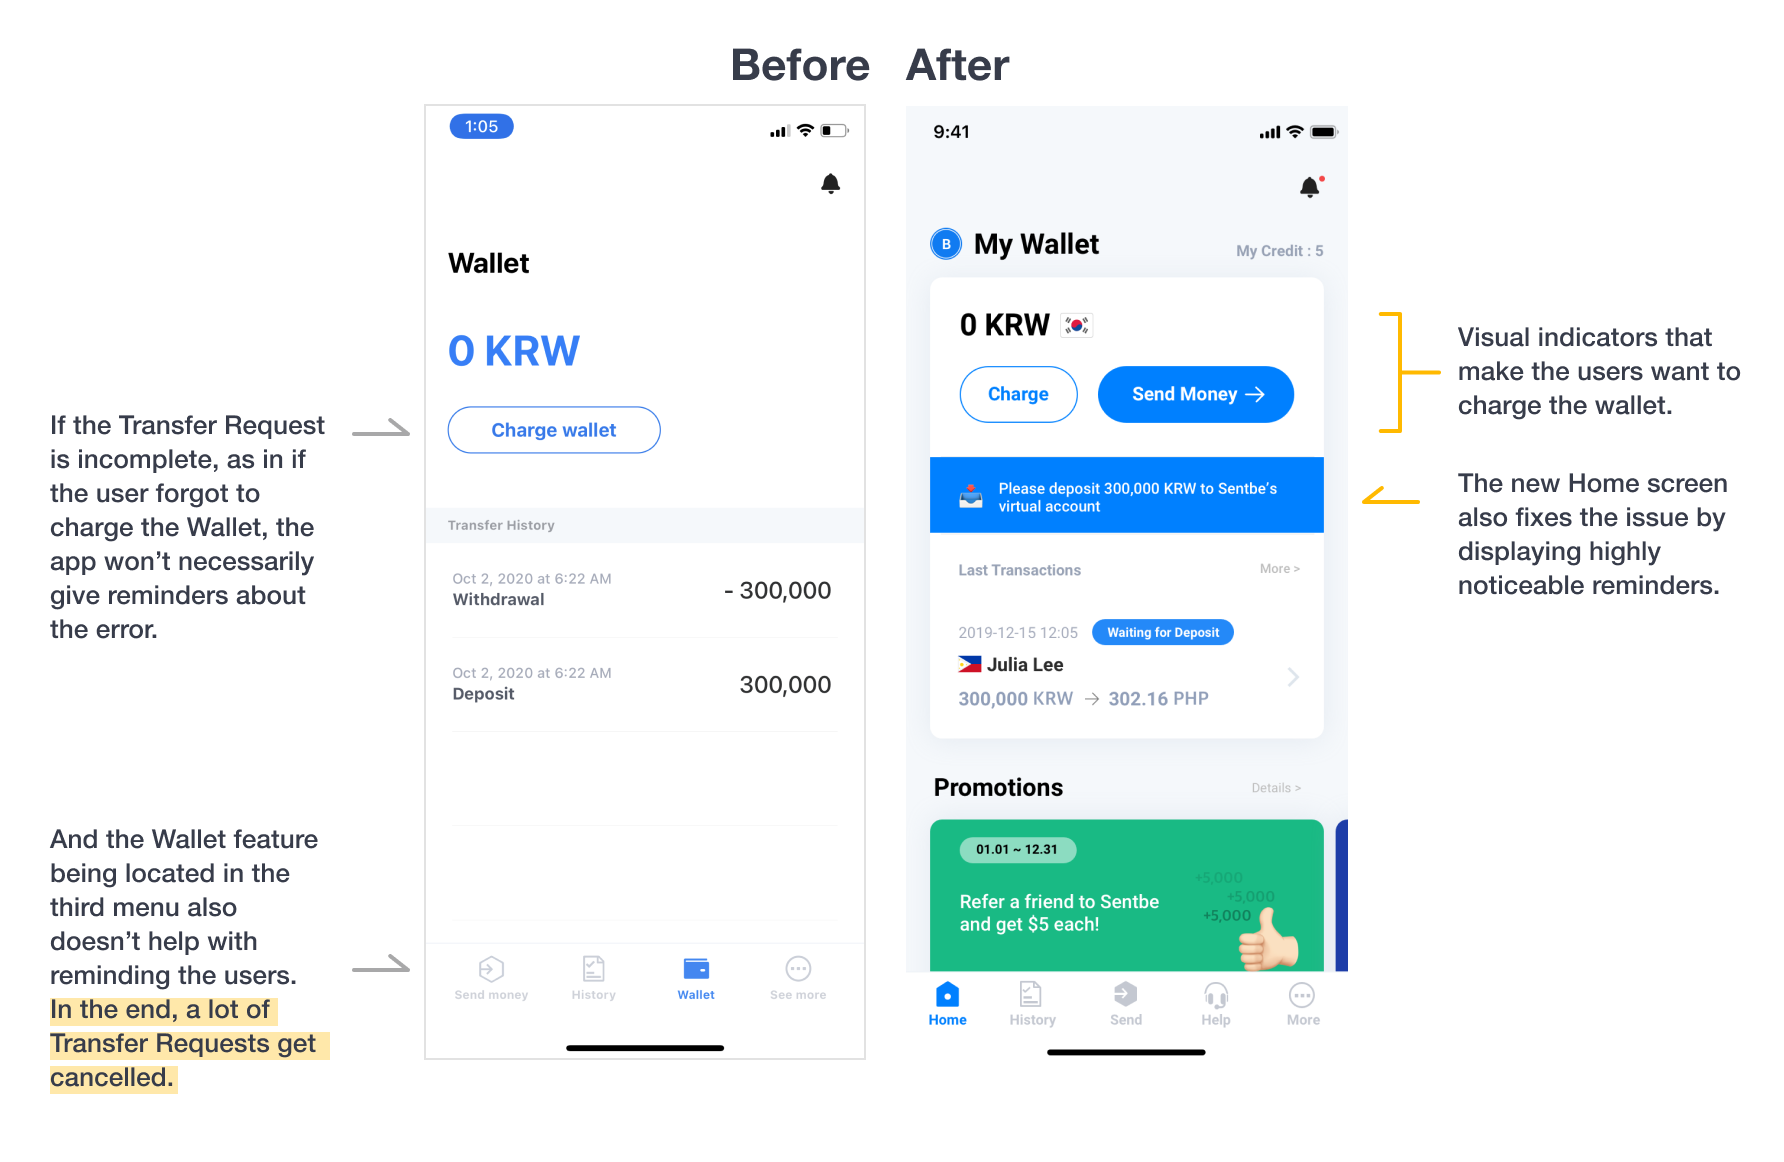 Before
After
If the Transfer Request
is incomplete, as in if
the user forgot to
charge the Wallet, the
app won’t necessarily
give reminders about
the error.
And the Wallet feature
being located in the
third menu also
doesn’t help with
reminding the users.
In the end, a lot of
Transfer Requests get
cancelled.
1:05
Wallet
0 KRW
Charge wallet
Transfer History
Oct 2, 2020 at 6:22 AM
Withdrawal
- 300,000
Oct 2, 2020 at 6:22 AM
Deposit
300,000
Send money
History
Wallet
See more
9:41
B
My Wallet
My Credit : 5
0 KRW
Charge
Send Money
Please deposit 300,000 KRW to Sentbe’s
virtual account
Last Transactions
More >
2019-12-15 12:05
Waiting for Deposit
Julia Lee
300,000 KRW → 302.16 PHP
Promotions
Details >
01.01 ~ 12.31
Refer a friend to Sentbe
and get $5 each!
+5,000
+5,000
+5,000
Home
History
Send
Help
More
Visual indicators that
make the users want to
charge the wallet.
The new Home screen
also fixes the issue by
displaying highly
noticeable reminders.